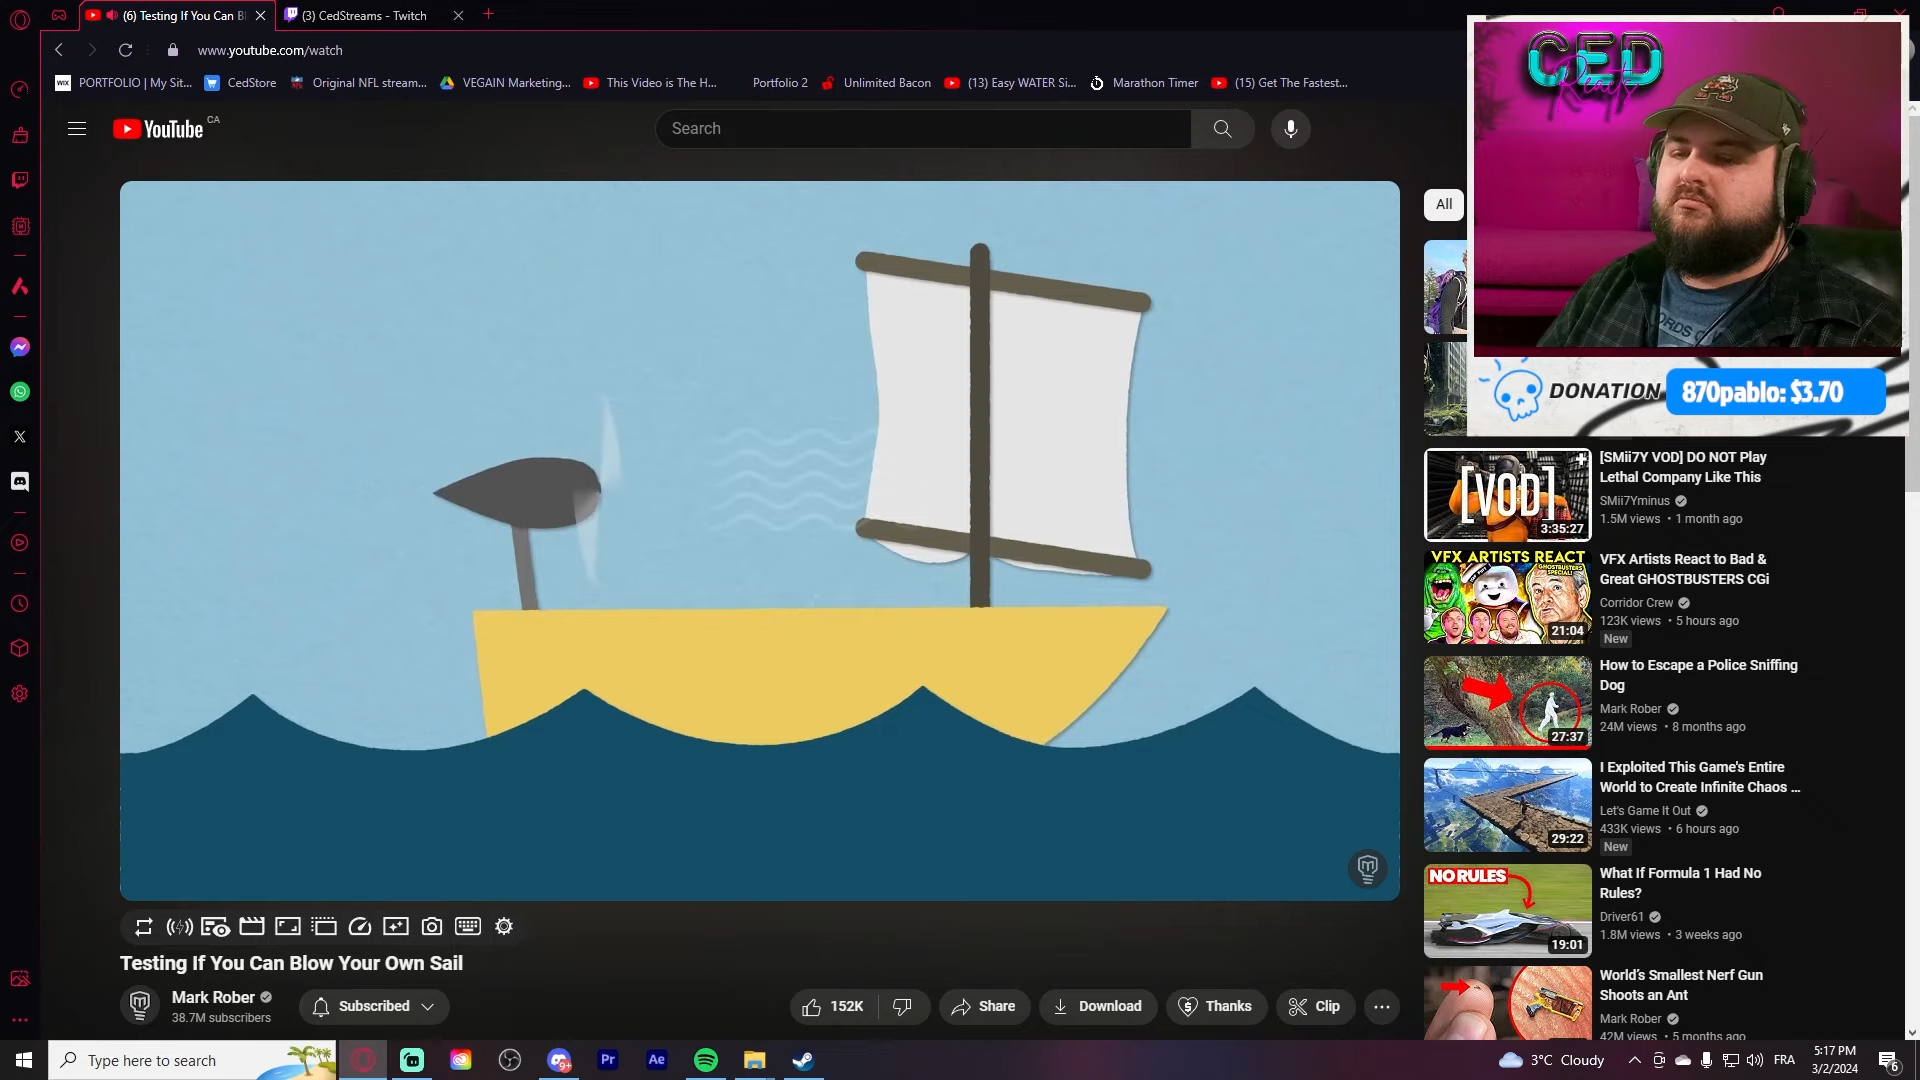 (6) Testing If You Can B
(3) CedStreams - Twitch
www.youtube.com/watch
WIX PORTFOLIO | My Sit...
CedStore
Original NFL stream...
VEGAIN Marketing...
This Video is The H...
Portfolio 2
Unlimited Bacon
(13) Easy WATER Si...
Marathon Timer
(15) Get The Fastest...
YouTube CA
Search
All
CED
Reacts
DONATION 870pablo: $3.70
[VOD]
3:35:27
[SMii7Y VOD] DO NOT Play
Lethal Company Like This
SMii7Yminus
1.5M views • 1 month ago
VFX ARTISTS REACT
GHOSTBUSTERS
SPECIAL!
21:04
VFX Artists React to Bad &
Great GHOSTBUSTERS CGi
Corridor Crew
123K views • 5 hours ago
New
27:37
How to Escape a Police Sniffing
Dog
Mark Rober
24M views • 8 months ago
29:22
I Exploited This Game's Entire
World to Create Infinite Chaos ...
Let's Game It Out
433K views • 6 hours ago
New
NO RULES
19:01
What If Formula 1 Had No
Rules?
Driver61
1.8M views • 3 weeks ago
World's Smallest Nerf Gun
Shoots an Ant
Mark Rober
42M views • 5 months ago
Testing If You Can Blow Your Own Sail
Mark Rober
38.7M subscribers
Subscribed
152K
Share
Download
Thanks
Clip
Type here to search
9+
Pr
Ae
3°C Cloudy
FRA
5:17 PM
3/2/2024
6